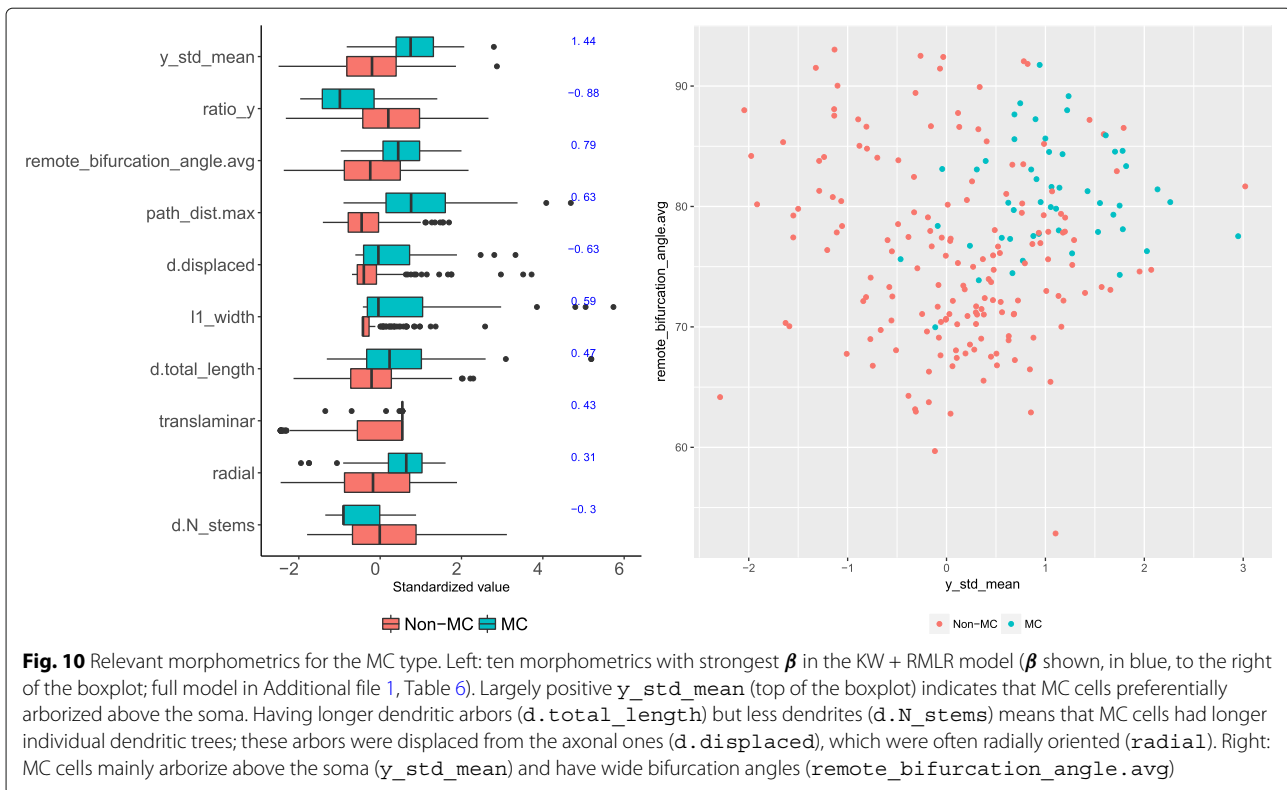 y_std_mean
1.44
ratio_y
−0.88
remote_bifurcation_angle.avg
0.79
path_dist.max
0.63
d.displaced
−0.63
l1_width
0.59
d.total_length
0.47
translaminar
0.43
radial
0.31
d.N_stems
−0.3
−2 0 2 4 6
Standardized value
Non−MC MC
remote_bifurcation_angle.avg
90
80
70
60
−2 −1 0 1 2 3
y_std_mean
Non−MC MC
Fig. 10 Relevant morphometrics for the MC type. Left: ten morphometrics with strongest β in the KW + RMLR model (β shown, in blue, to the right
of the boxplot; full model in Additional file 1, Table 6). Largely positive y_std_mean (top of the boxplot) indicates that MC cells preferentially
arborized above the soma. Having longer dendritic arbors (d.total_length) but less dendrites (d.N_stems) means that MC cells had longer
individual dendritic trees; these arbors were displaced from the axonal ones (d.displaced), which were often radially oriented (radial). Right:
MC cells mainly arborize above the soma (y_std_mean) and have wide bifurcation angles (remote_bifurcation_angle.avg)